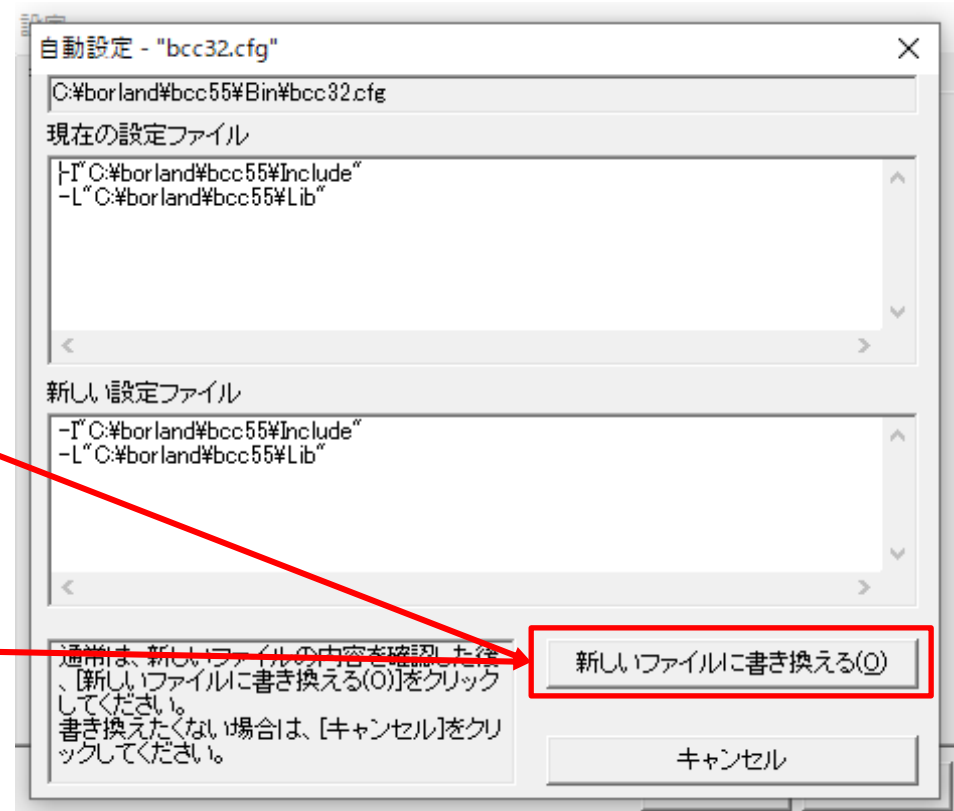 設定
自動設定 - "bcc32.cfg"
C:¥borland¥bcc55¥Bin¥bcc32.cfg
現在の設定ファイル
-I"C:¥borland¥bcc55¥Include"
-L"C:¥borland¥bcc55¥Lib"
新しい設定ファイル
-I"C:¥borland¥bcc55¥Include"
-L"C:¥borland¥bcc55¥Lib"
通常は、新しいファイルの内容を確認した後
、[新しいファイルに書き換える(O)]をクリック
してください。
書き換えたくない場合は、[キャンセル]をクリ
ックしてください。
新しいファイルに書き換える(O)
キャンセル